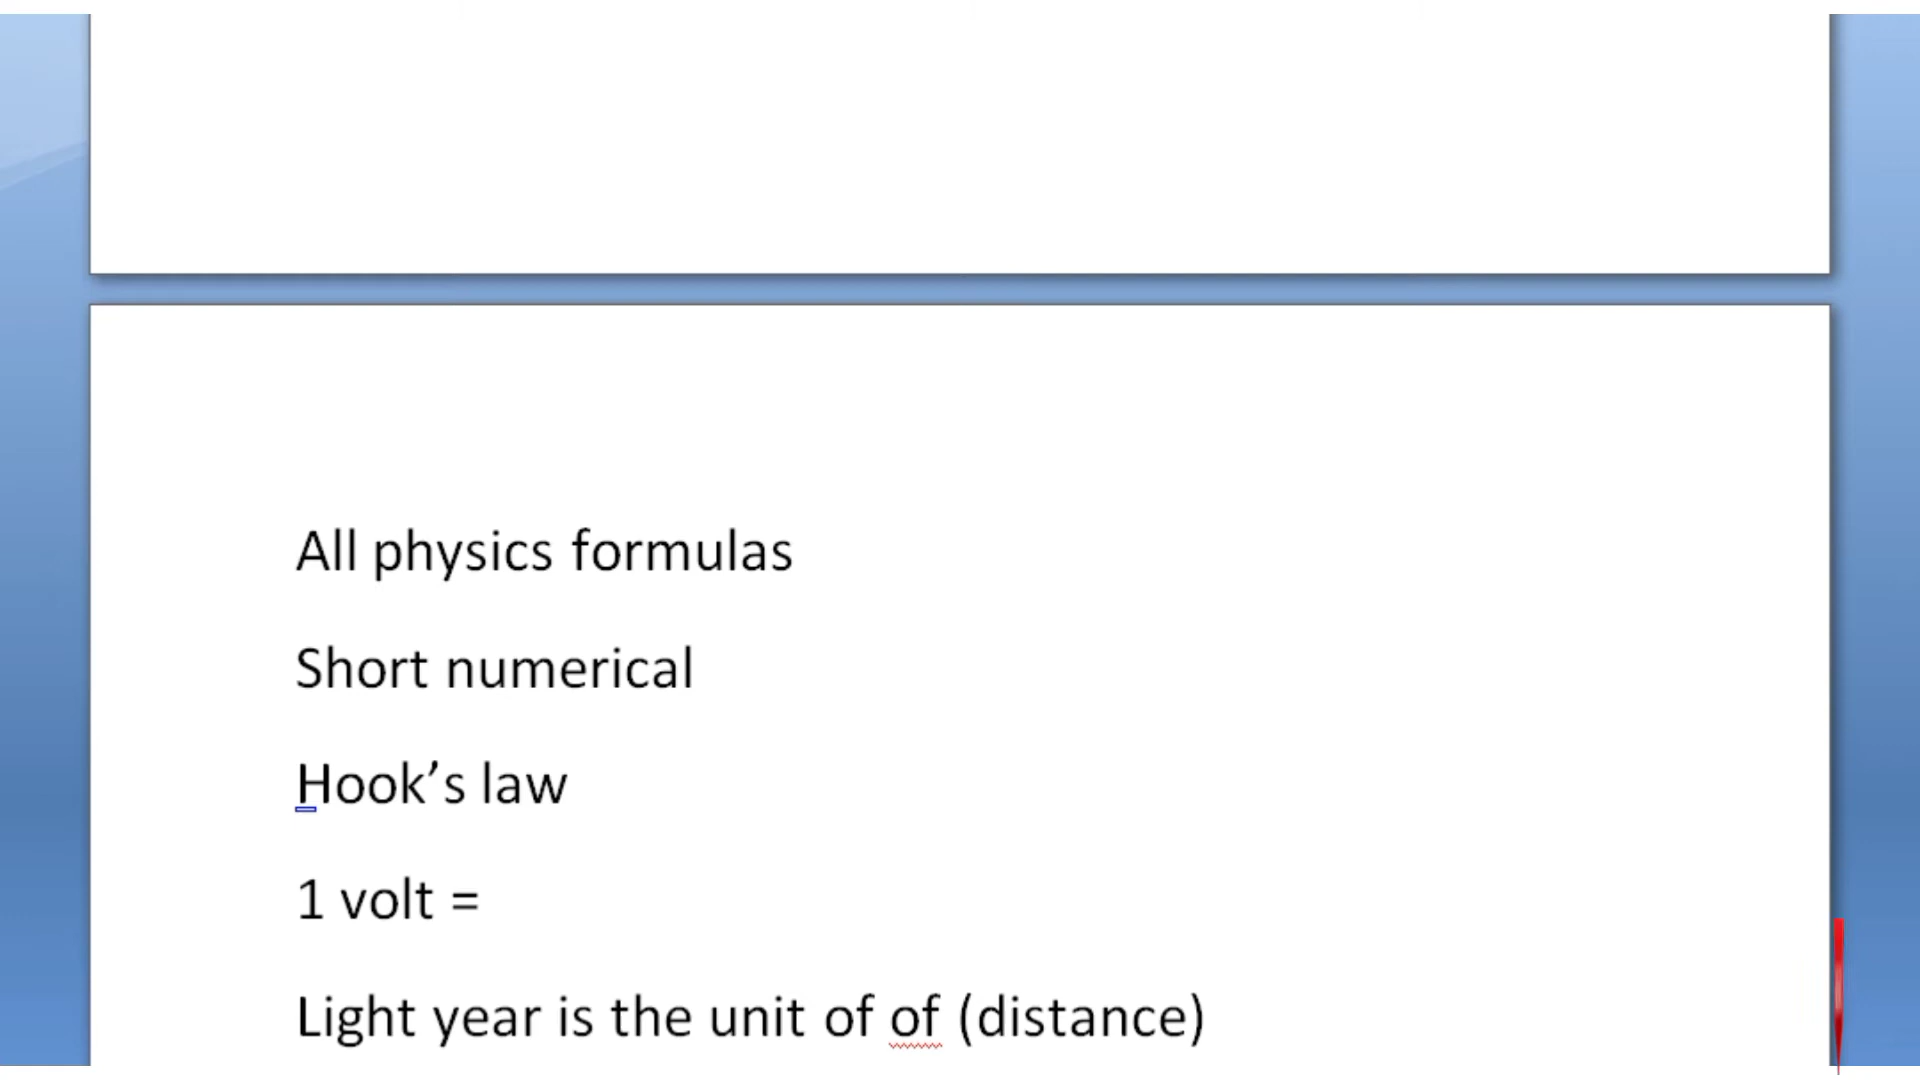 All physics formulas
Short numerical
Hook’s law
1 volt =
Light year is the unit of of (distance)